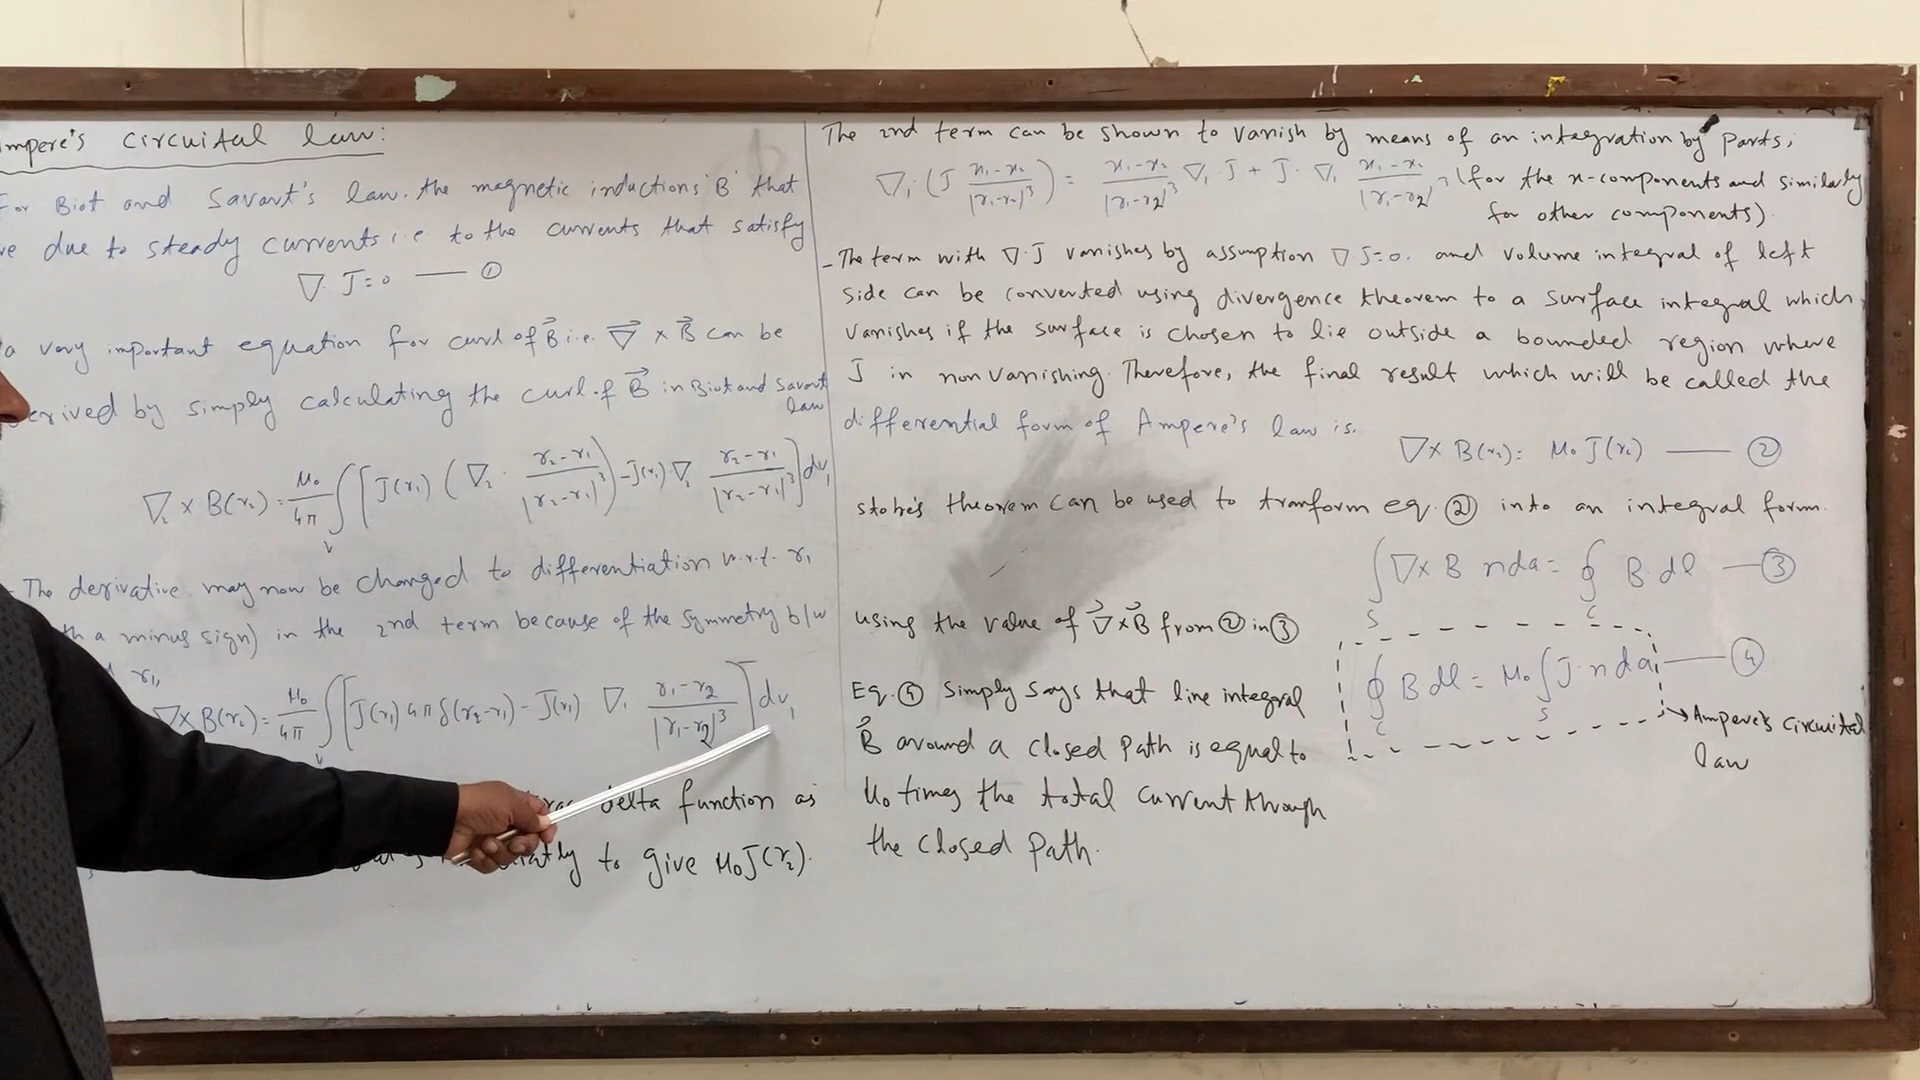 mpere's circuital law:
For Biot and Savart's law. the magnetic inductions 'B' that
re due to steady currents i.e to the currents that satisfy
∇. J=0 — ①
a very important equation for curl of B⃗ i.e. ∇⃗ × B⃗ can be
erived by simply calculating the curl of B⃗ in Biot and Savart
law
∇₂ × B(r₂) = μ₀/4π ∫_v [J(r₁) (∇₂ · (r₂-r₁)/|r₂-r₁|³) - J(r₁)·∇₂ (r₂-r₁)/|r₂-r₁|³] dv₁
- The derivative may now be changed to differentiation w.r.t. r₁
th a minus sign) in the 2nd term because of the symmetry b/w
r₁,
∇×B(r₂) = μ₀/4π ∫_v [J(r₁) 4π δ(r₂-r₁) - J(r₁) ∇₁ (r₁-r₂)/|r₁-r₂|³] dv₁
delta function as
to give μ₀J(r₂).
The 2nd term can be shown to vanish by means of an integration by parts,
∇₁·(J (x₁-x₂)/|r₁-r₂|³) = (x₁-x₂)/|r₁-r₂|³ ∇₁·J + J·∇₁ (x₁-x₂)/|r₁-r₂|³ (for the x-components and similarly
for other components)
- The term with ∇·J vanishes by assumption ∇.J=0. and volume integral of left
side can be converted using divergence theorem to a surface integral which
vanishes if the surface is chosen to lie outside a bounded region where
J in nonvanishing. Therefore, the final result which will be called the
differential form of Ampere's law is.
∇× B(r₂) = μ₀ J(r₂) — ②
stoke's theorem can be used to tranform eq. ② into an integral form.
∫_S ∇× B nda = ∮_C B·dl — ③
using the value of ∇⃗×B⃗ from ② in ③
∮_C B dl = μ₀ ∫_S J·n da — ④
→ Ampere's circuital
law
Eq. ④ Simply says that line integral
B⃗ around a closed path is equal to
μ₀ times the total current through
the closed path.